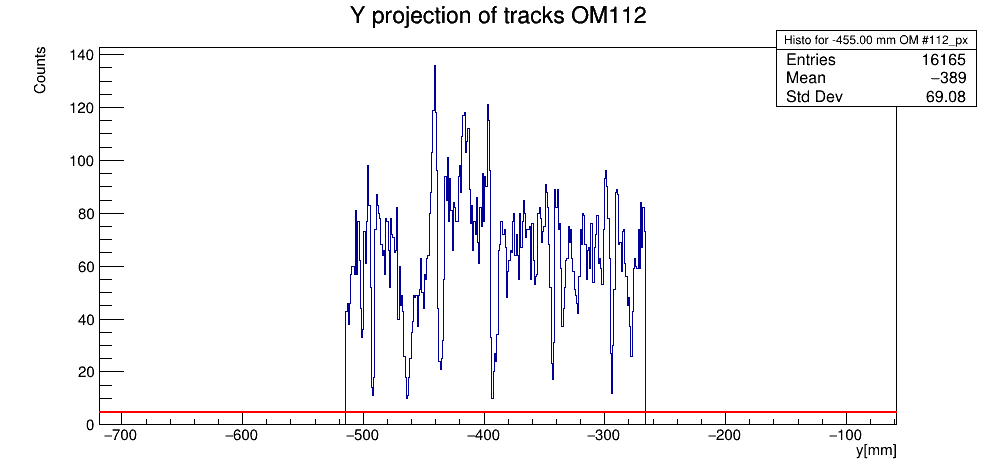 Y projection of tracks OM112
Histo for -455.00 mm OM #112_px
Entries 16165
Mean −389
Std Dev 69.08
Counts
140
120
100
80
60
40
20
0
−700 −600 −500 −400 −300 −200 −100
y[mm]